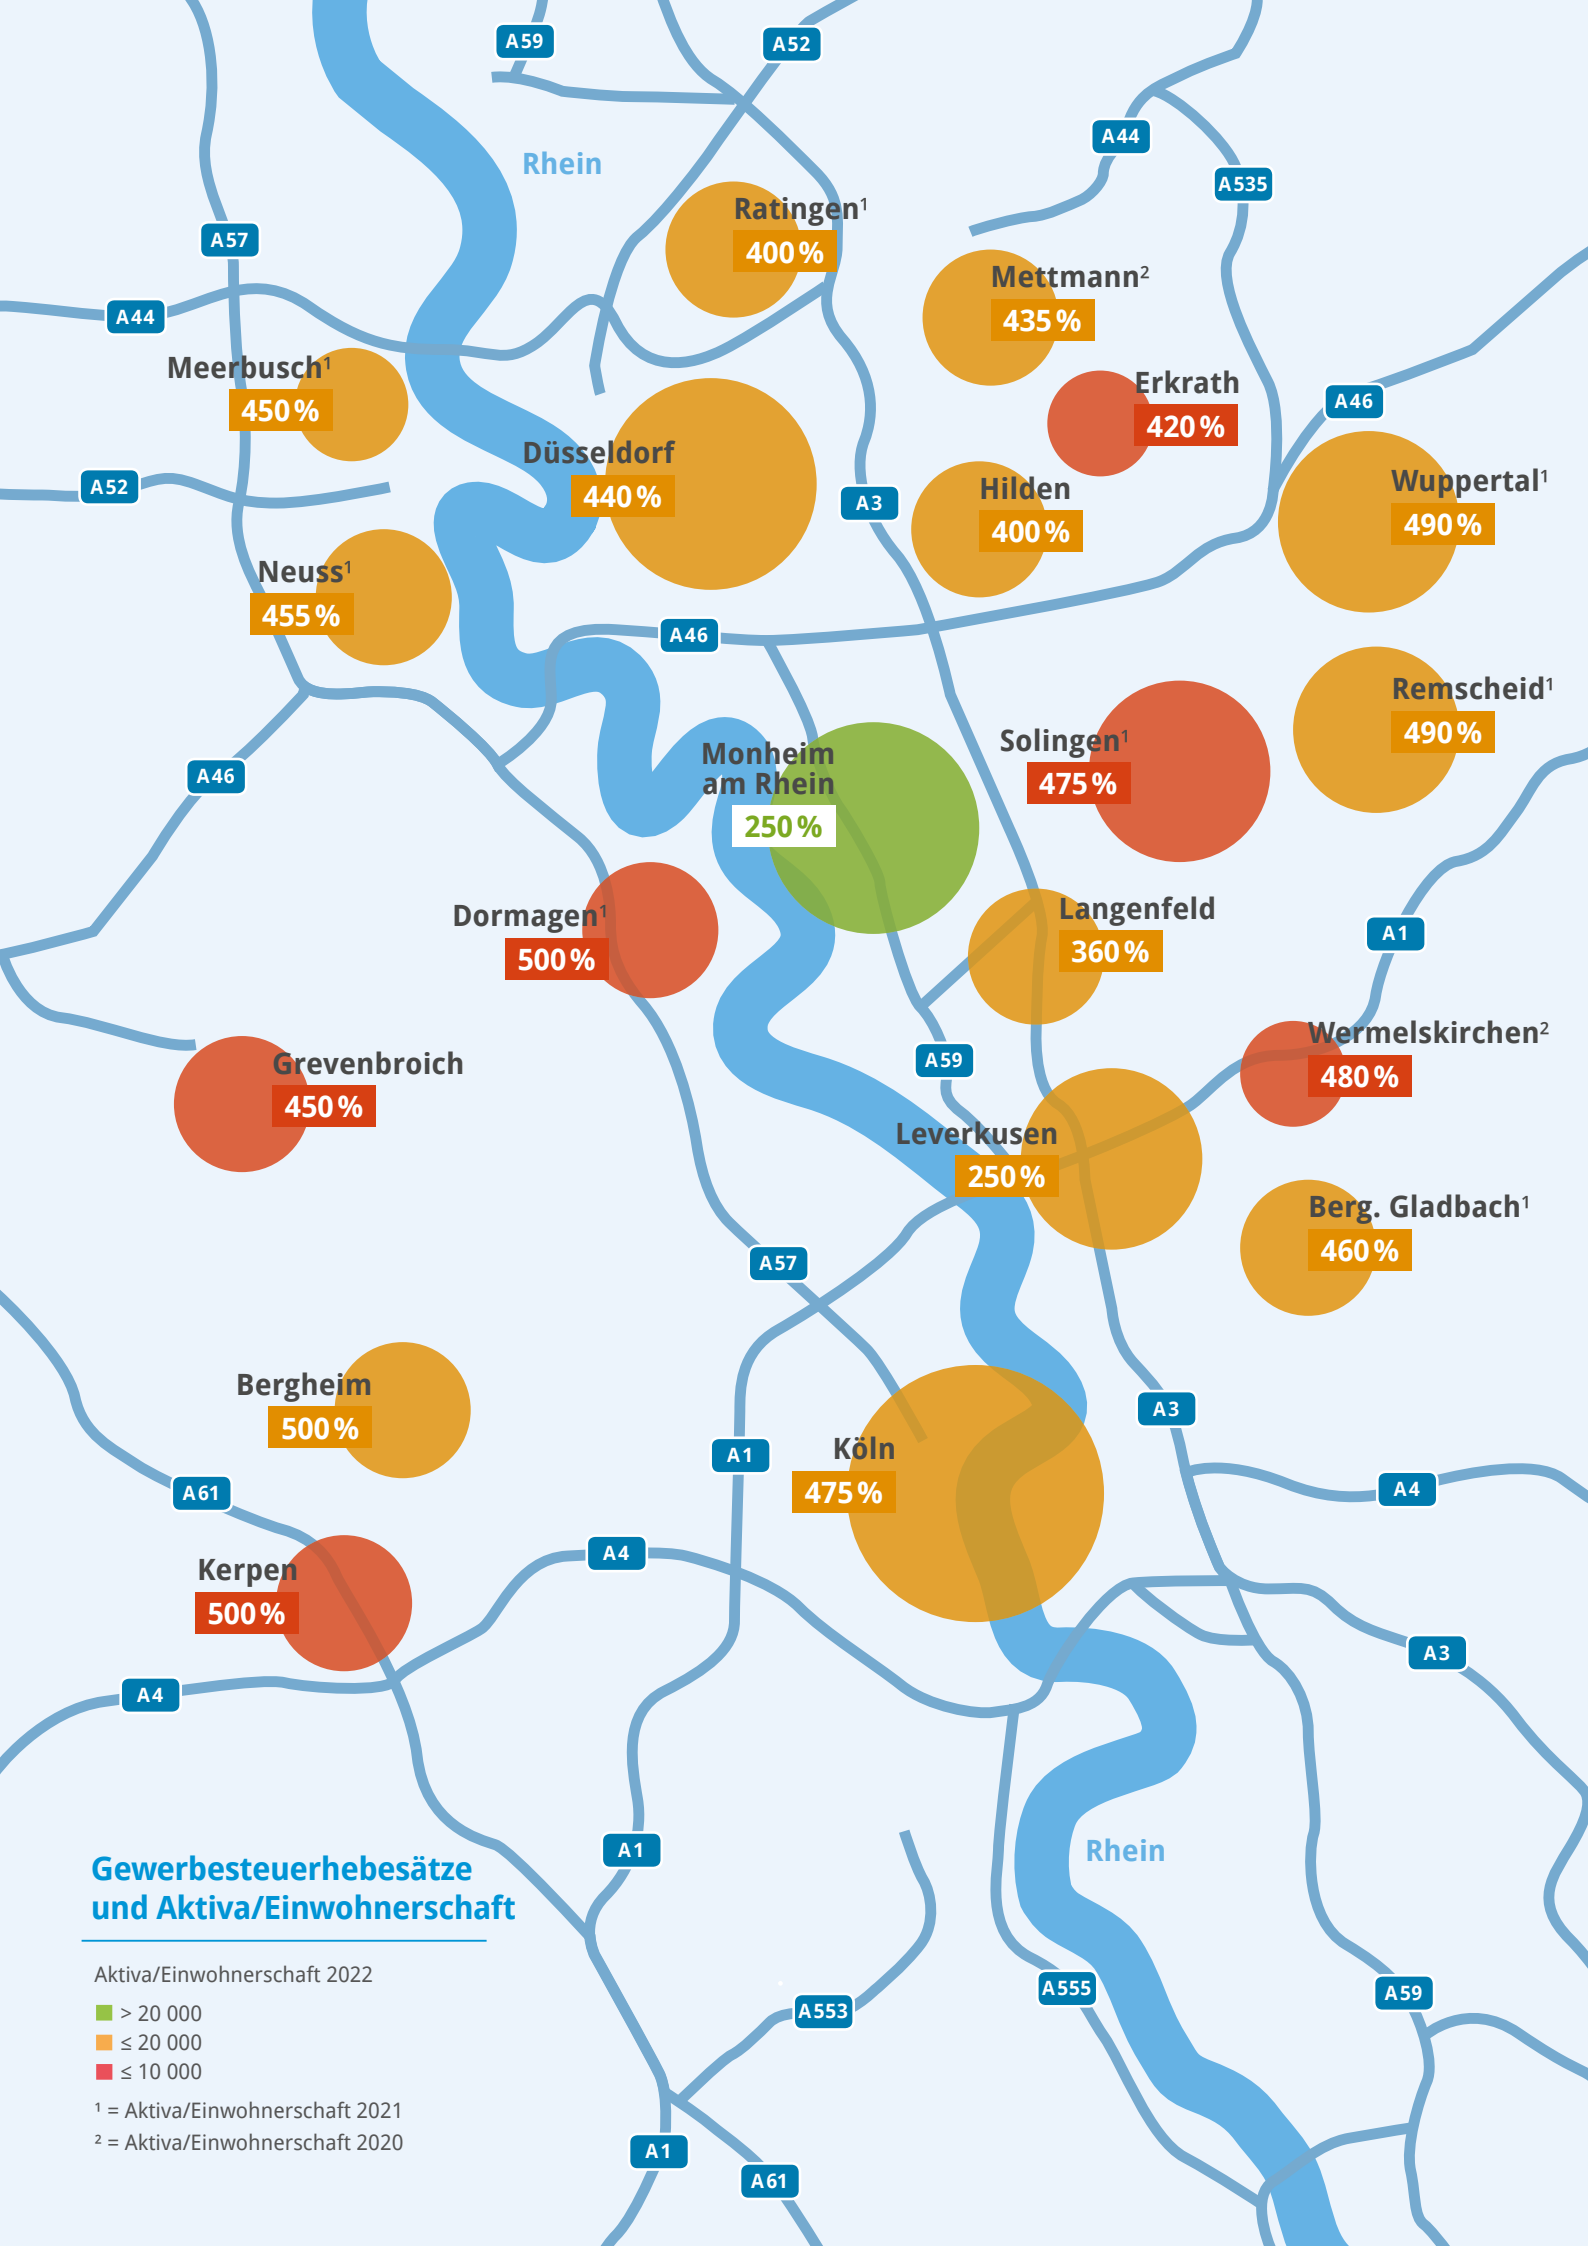 A59
A52
Rhein
A44
A535
Ratingen¹
400 %
A57
Mettmann²
435 %
A44
Meerbusch¹
450 %
Erkrath
420 %
A46
Düsseldorf
440 %
A52
A3
Hilden
400 %
Wuppertal¹
490 %
Neuss¹
455 %
A46
Remscheid¹
490 %
Solingen¹
475 %
Monheim
am Rhein
250 %
A46
Dormagen¹
500 %
Langenfeld
360 %
A1
Grevenbroich
450 %
A59
Wermelskirchen²
480 %
Leverkusen
250 %
Berg. Gladbach¹
460 %
A57
Bergheim
500 %
A3
Köln
475 %
A1
A61
A4
A4
Kerpen
500 %
A3
A4
A1
Rhein
Gewerbesteuerhebesätze
und Aktiva/Einwohnerschaft
Aktiva/Einwohnerschaft 2022
> 20 000
≤ 20 000
≤ 10 000
¹ = Aktiva/Einwohnerschaft 2021
² = Aktiva/Einwohnerschaft 2020
A555
A59
A553
A1
A61